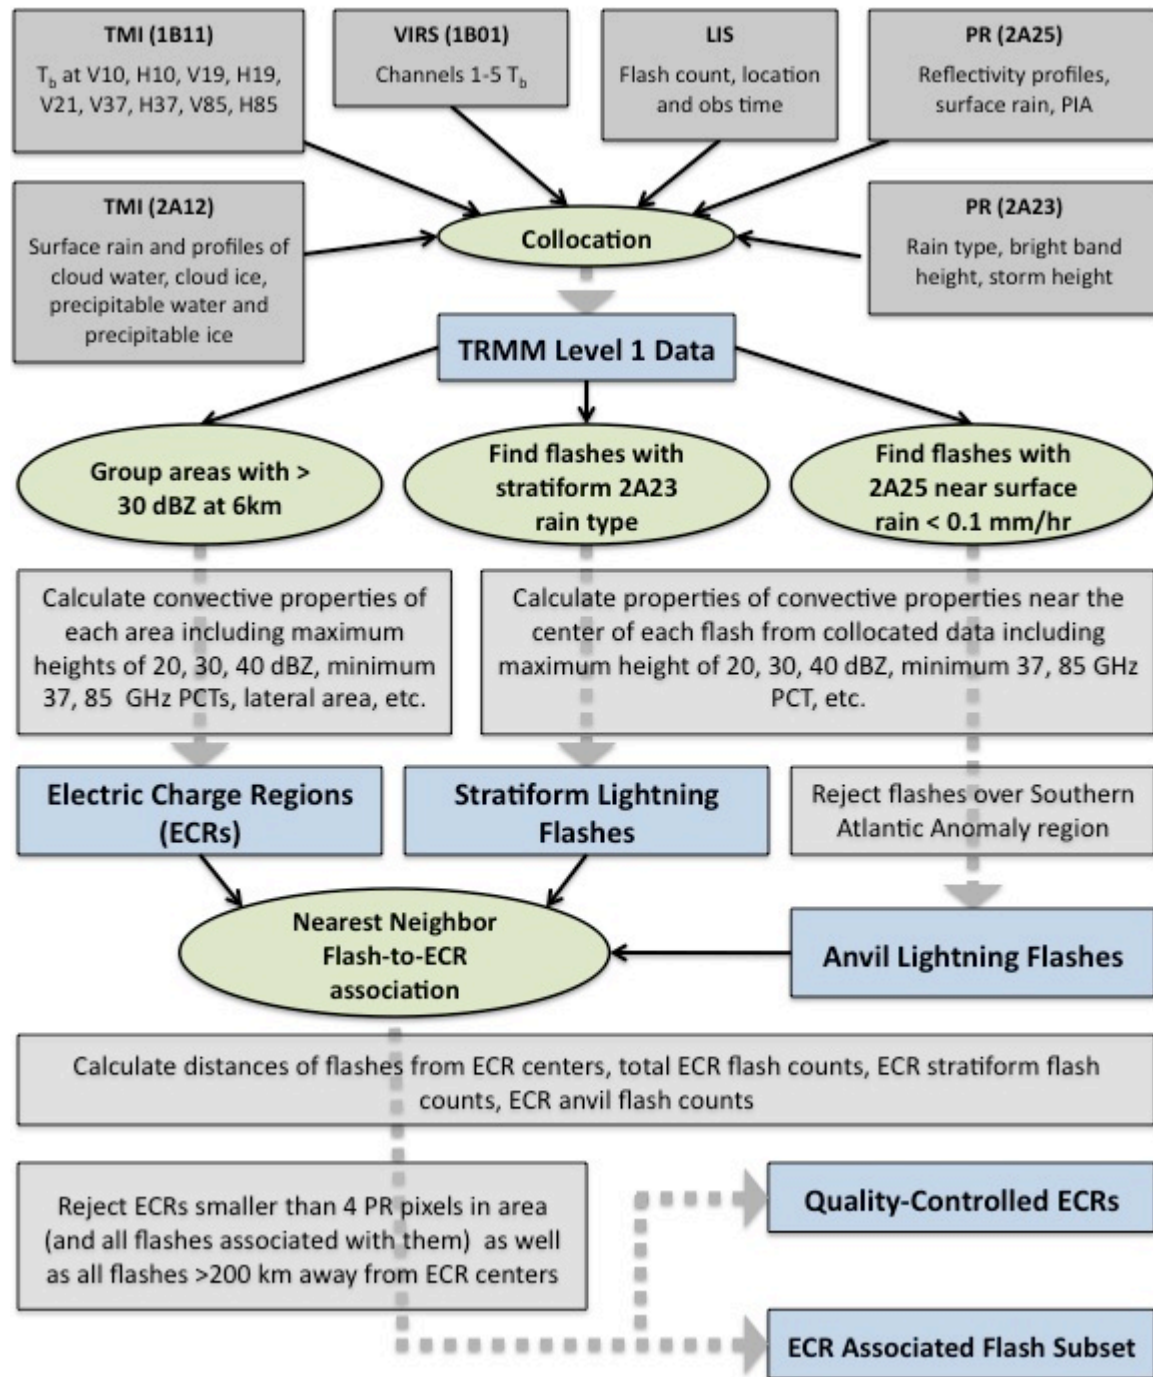 TMI (1B11)
Tb at V10, H10, V19, H19,
V21, V37, H37, V85, H85
VIRS (1B01)
Channels 1-5 Tb
LIS
Flash count, location
and obs time
PR (2A25)
Reflectivity profiles,
surface rain, PIA
TMI (2A12)
Surface rain and profiles of
cloud water, cloud ice,
precipitable water and
precipitable ice
Collocation
PR (2A23)
Rain type, bright band
height, storm height
TRMM Level 1 Data
Group areas with >
30 dBZ at 6km
Find flashes with
stratiform 2A23
rain type
Find flashes with
2A25 near surface
rain < 0.1 mm/hr
Calculate convective properties of
each area including maximum
heights of 20, 30, 40 dBZ, minimum
37, 85 GHz PCTs, lateral area, etc.
Calculate properties of convective properties near the
center of each flash from collocated data including
maximum height of 20, 30, 40 dBZ, minimum 37, 85 GHz
PCT, etc.
Electric Charge Regions
(ECRs)
Stratiform Lightning
Flashes
Reject flashes over Southern
Atlantic Anomaly region
Nearest Neighbor
Flash-to-ECR
association
Anvil Lightning Flashes
Calculate distances of flashes from ECR centers, total ECR flash counts, ECR stratiform flash
counts, ECR anvil flash counts
Reject ECRs smaller than 4 PR pixels in area
(and all flashes associated with them) as well
as all flashes >200 km away from ECR centers
Quality-Controlled ECRs
ECR Associated Flash Subset